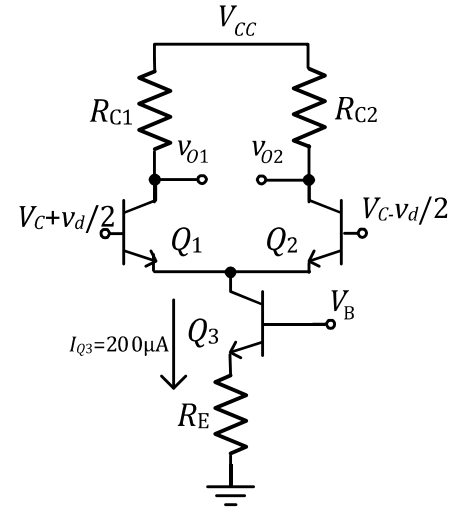 V_CC
R_C1
R_C2
v_O1
v_O2
V_C+v_d/2
V_C-v_d/2
Q_1
Q_2
V_B
Q_3
I_Q3=200µA
R_E